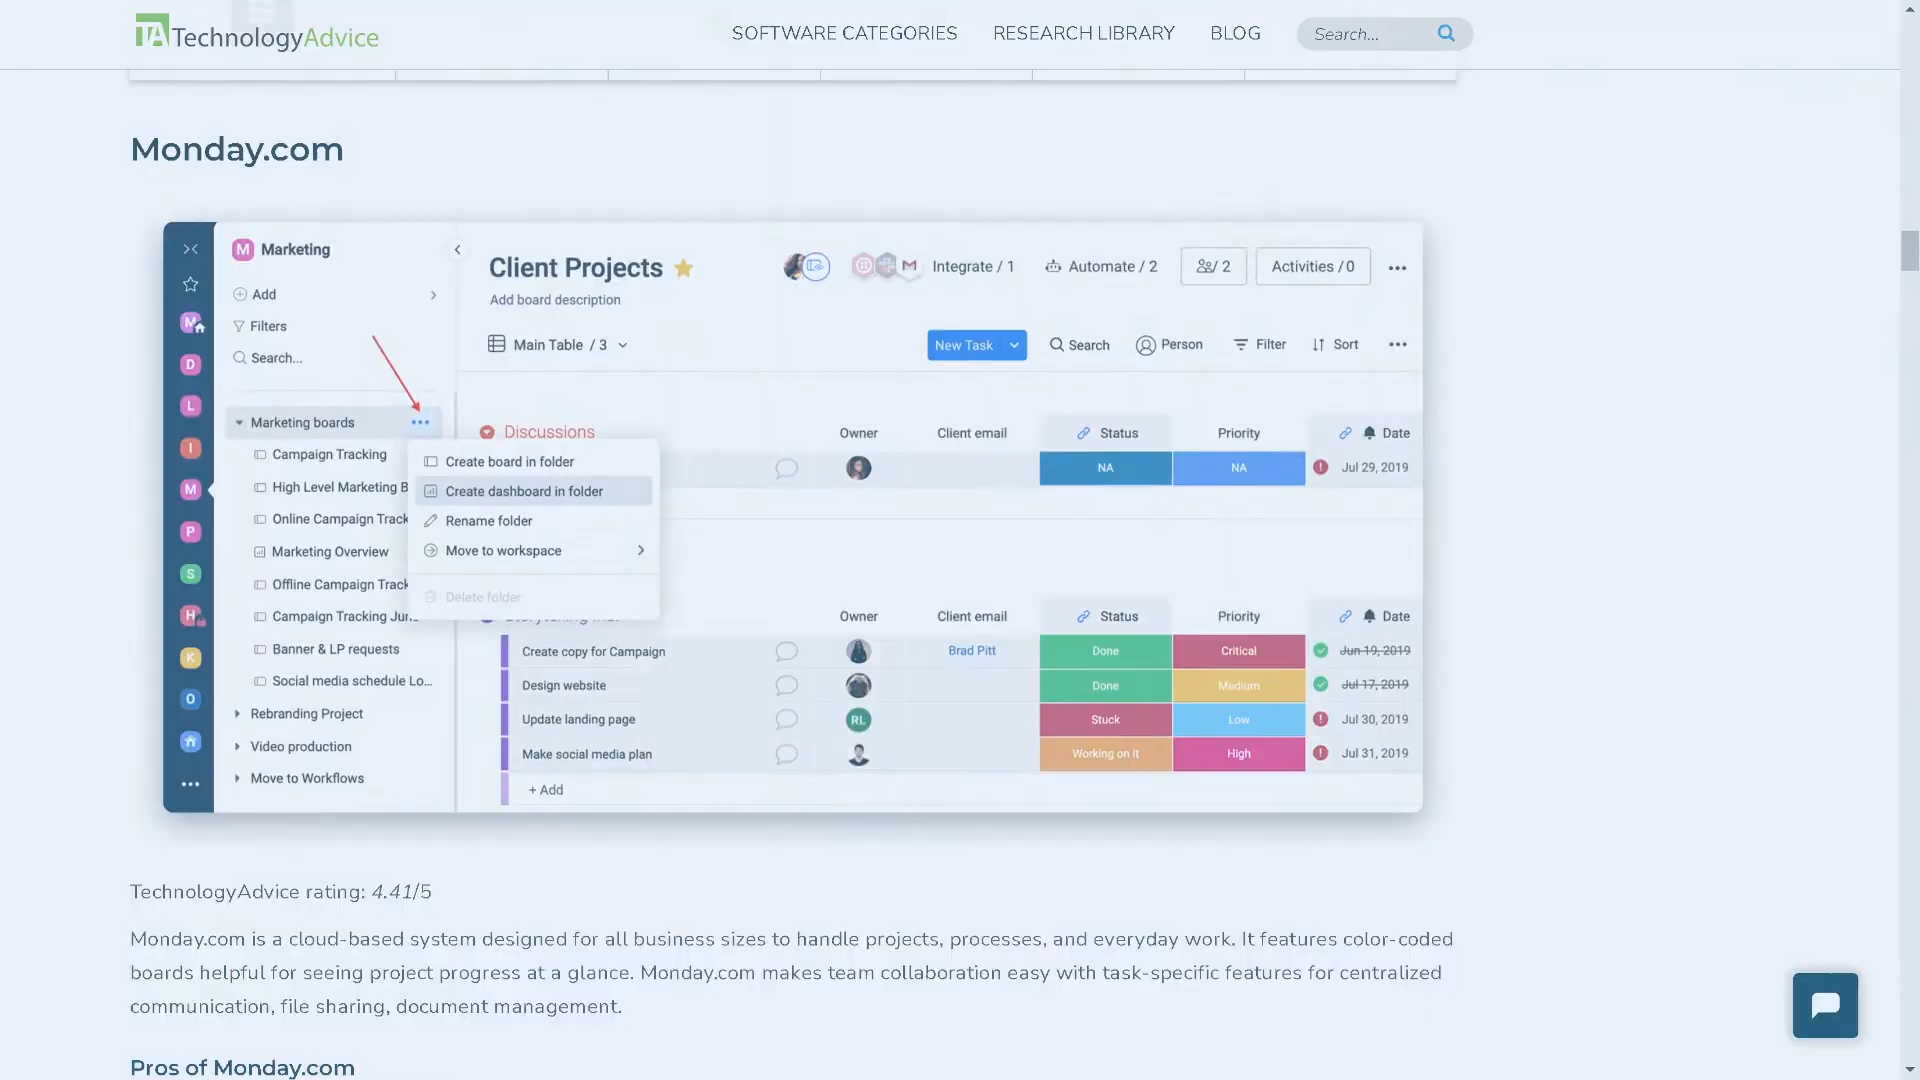 TA TechnologyAdvice
SOFTWARE CATEGORIES
RESEARCH LIBRARY
BLOG
Search...
Monday.com
M Marketing
Add
Filters
Search...
Marketing boards
Campaign Tracking
High Level Marketing B
Online Campaign Track
Marketing Overview
Offline Campaign Track
Campaign Tracking Jun
Banner & LP requests
Social media schedule Lo...
Rebranding Project
Video production
Move to Workflows
M
D
L
I
M
P
S
H
K
O
Client Projects
Add board description
Integrate / 1
Automate / 2
/ 2
Activities / 0
Main Table / 3
New Task
Search
Person
Filter
Sort
Create board in folder
Create dashboard in folder
Rename folder
Move to workspace
Delete folder
Discussions Owner Client email Status Priority Date
NA NA Jul 29, 2019
Owner Client email Status Priority Date
Create copy for Campaign Brad Pitt Done Critical Jun 19, 2019
Design website Done Medium Jul 17, 2019
Update landing page RL Stuck Low Jul 30, 2019
Make social media plan Working on it High Jul 31, 2019
+ Add
TechnologyAdvice rating: 4.41/5
Monday.com is a cloud-based system designed for all business sizes to handle projects, processes, and everyday work. It features color-coded
boards helpful for seeing project progress at a glance. Monday.com makes team collaboration easy with task-specific features for centralized
communication, file sharing, document management.
Pros of Monday.com